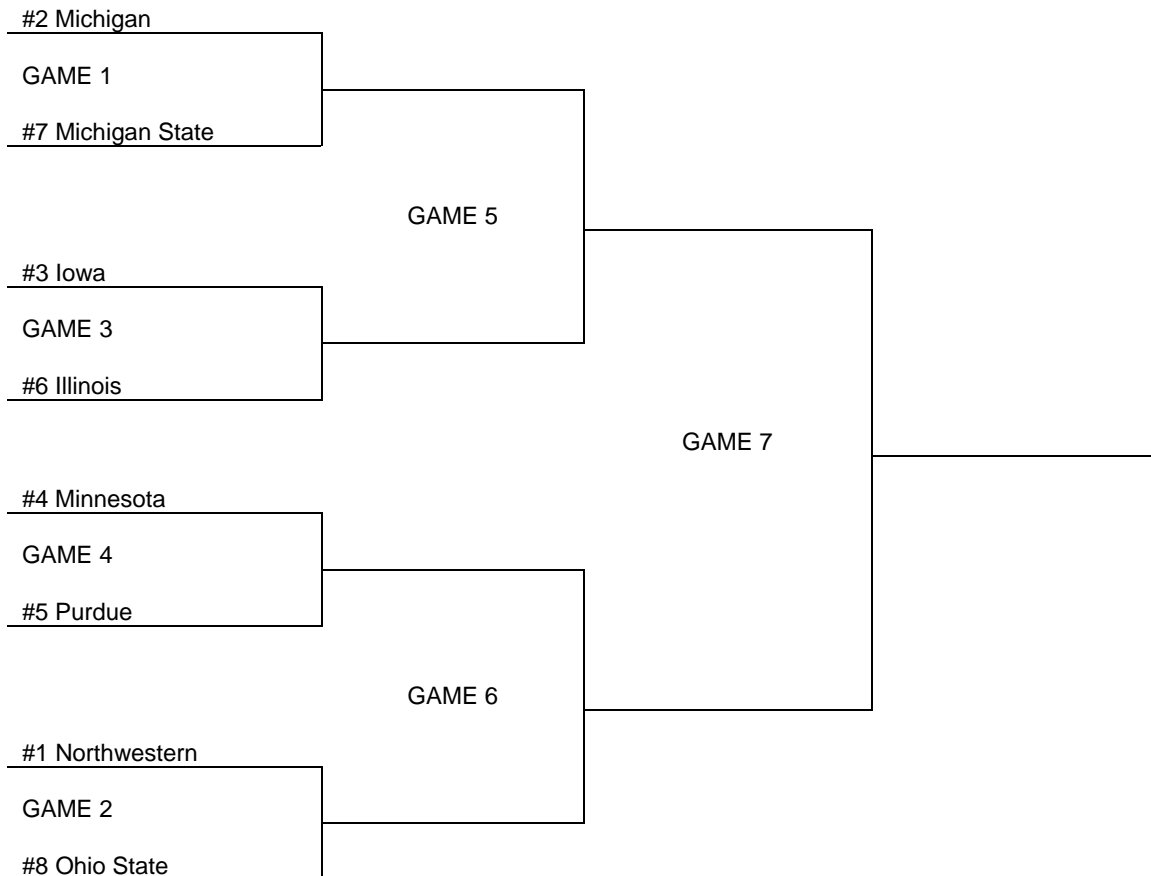 #2 Michigan
GAME 1
#7 Michigan State
GAME 5
#3 Iowa
GAME 3
#6 Illinois
GAME 7
#4 Minnesota
GAME 4
#5 Purdue
GAME 6
#1 Northwestern
GAME 2
#8 Ohio State